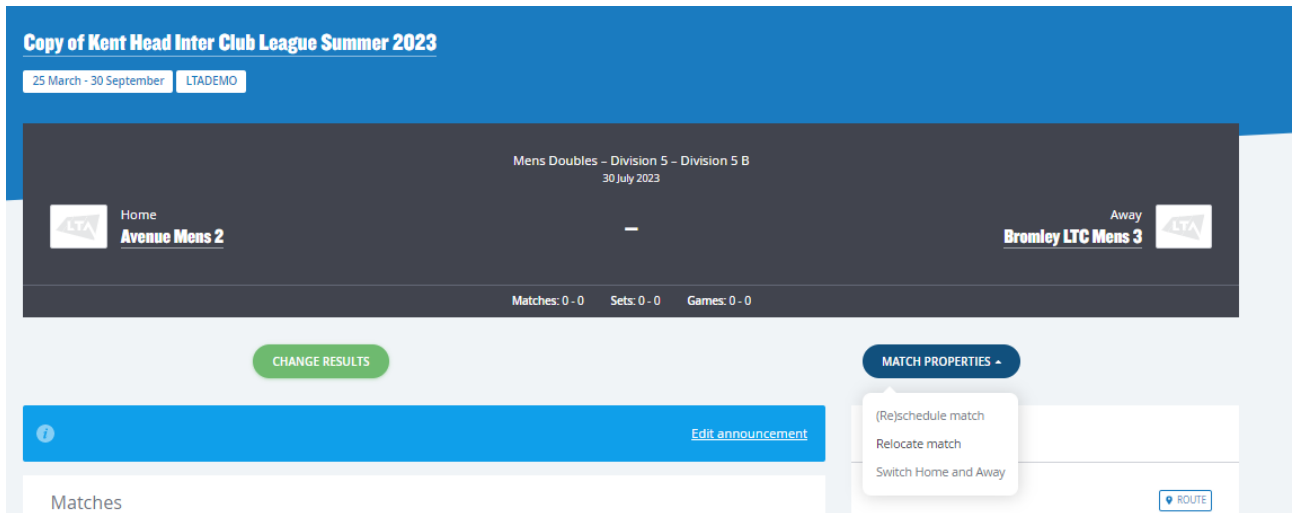 Copy of Kent Head Inter Club League Summer 2023
25 March - 30 September LTADEMO
Mens Doubles – Division 5 – Division 5 B
30 July 2023
LTA Home
Avenue Mens 2
–
Away LTA
Bromley LTC Mens 3
Matches: 0 - 0 Sets: 0 - 0 Games: 0 - 0
CHANGE RESULTS
MATCH PROPERTIES
(Re)schedule match
Relocate match
Switch Home and Away
i Edit announcement
Matches
ROUTE